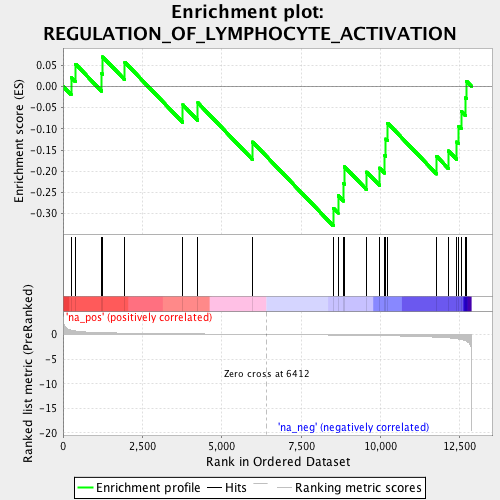 Enrichment plot:
REGULATION_OF_LYMPHOCYTE_ACTIVATION
Enrichment score (ES)
0.05
0.00
-0.05
-0.10
-0.15
-0.20
-0.25
-0.30
'na_pos' (positively correlated)
Ranked list metric (PreRanked)
0
-5
-10
-15
-20
Zero cross at 6412
'na_neg' (negatively correlated)
0
2,500
5,000
7,500
10,000
12,500
Rank in Ordered Dataset
Enrichment profile
Hits
Ranking metric scores